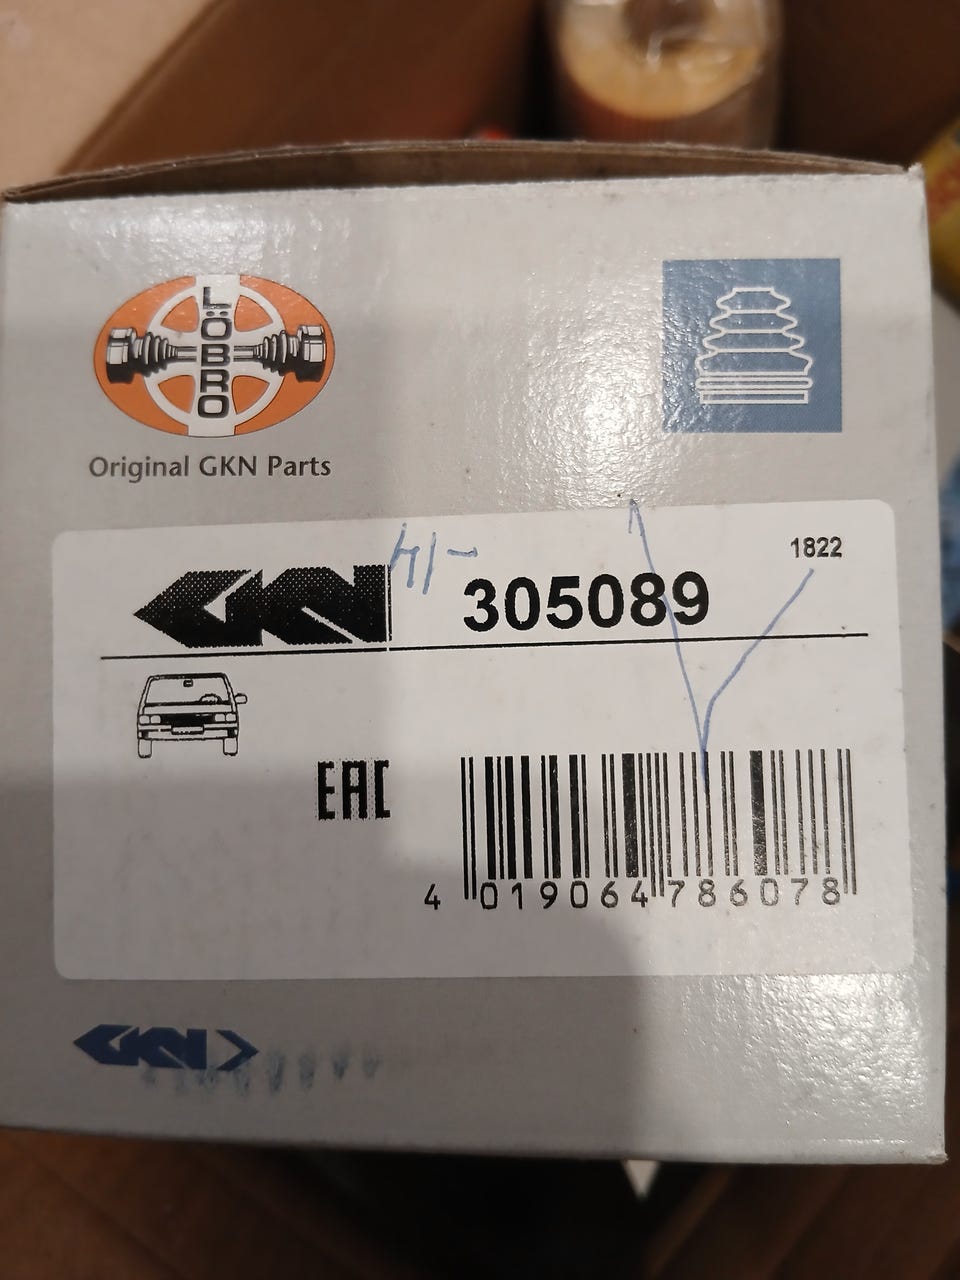 LÖBRO
Original GKN Parts
1822
GKN
305089
EAC
4 019064 786078
GKN